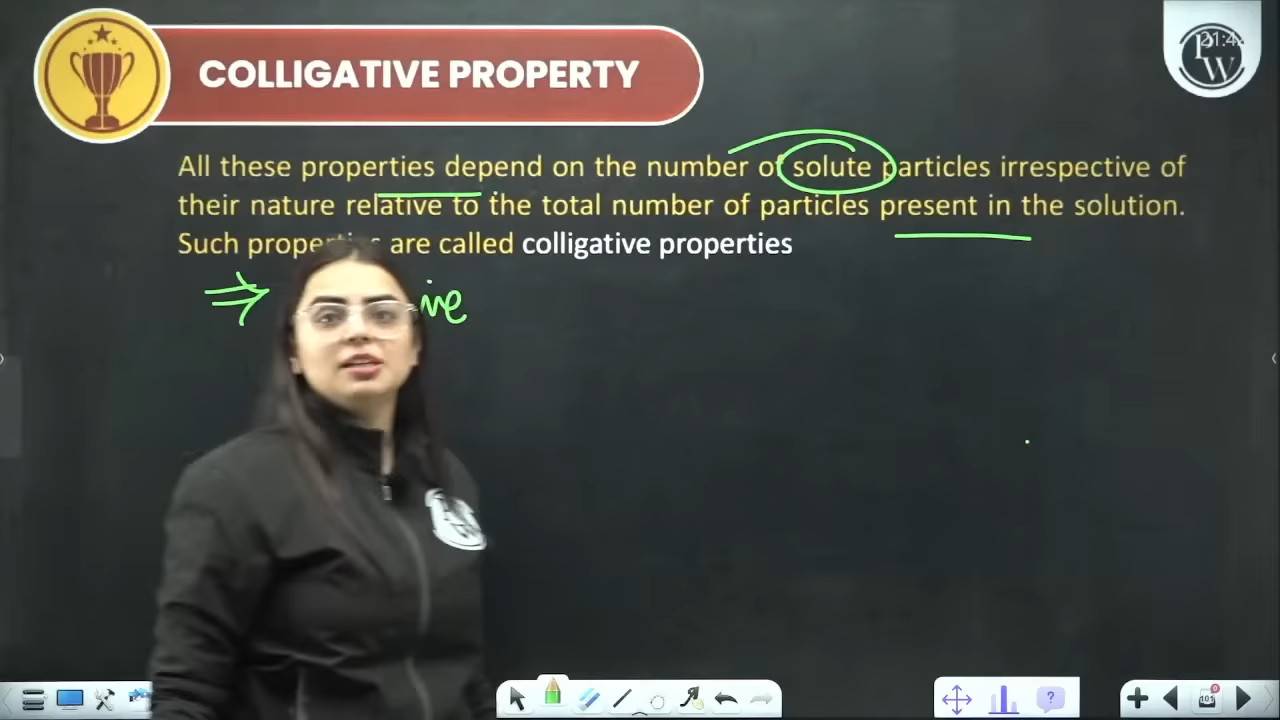 COLLIGATIVE PROPERTY
All these properties depend on the number of solute particles irrespective of
their nature relative to the total number of particles present in the solution.
Such are called colligative properties
PW